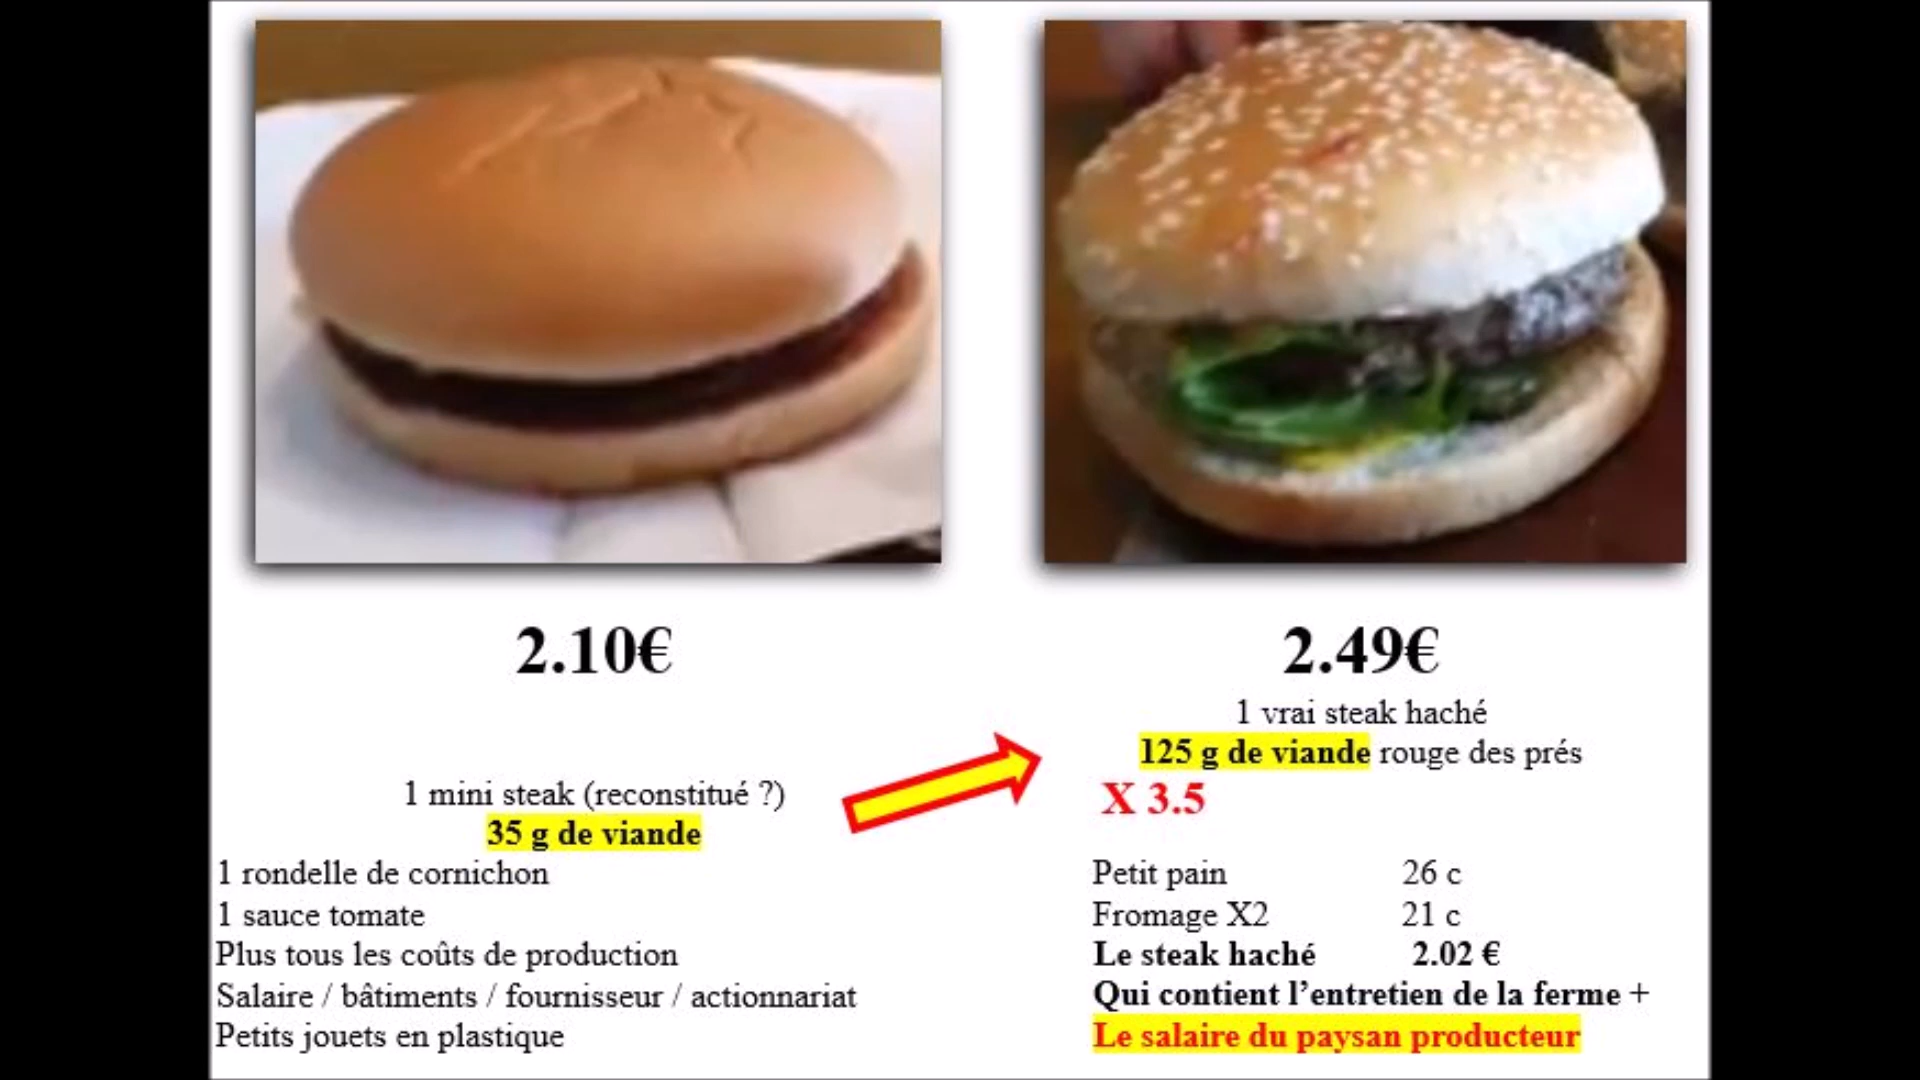 2.10€
1 mini steak (reconstitué ?)
35 g de viande
1 rondelle de cornichon
1 sauce tomate
Plus tous les coûts de production
Salaire / bâtiments / fournisseur / actionnariat
Petits jouets en plastique
2.49€
1 vrai steak haché
125 g de viande rouge des prés
X 3.5
Petit pain 26 c
Fromage X2 21 c
Le steak haché 2.02 €
Qui contient l’entretien de la ferme +
Le salaire du paysan producteur